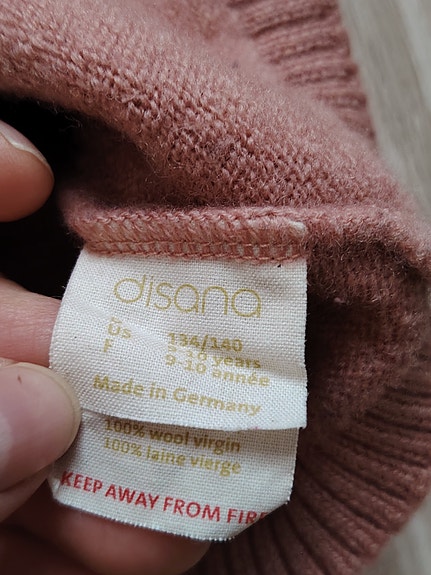 disana
134/140
US 9-10 years
F 9-10 année
Made in Germany
100% wool virgin
100% laine vierge
KEEP AWAY FROM FIRE